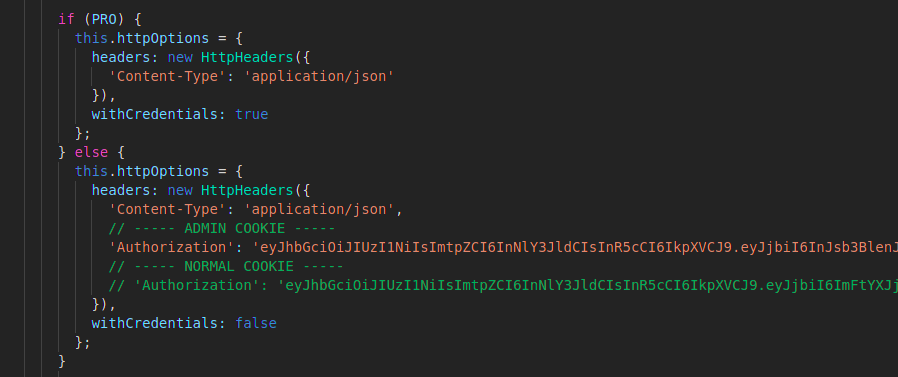 if (PRO) {
this.httpOptions = {
headers: new HttpHeaders({
'Content-Type': 'application/json'
}),
withCredentials: true
};
} else {
this.httpOptions = {
headers: new HttpHeaders({
'Content-Type': 'application/json',
// ----- ADMIN COOKIE -----
'Authorization': 'eyJhbGciOiJIUzI1NiIsImtpZCI6InNlY3JldCIsInR5cCI6IkpXVCJ9.eyJjbiI6InJsb3BlenJ
// ----- NORMAL COOKIE -----
// 'Authorization': 'eyJhbGciOiJIUzI1NiIsImtpZCI6InNlY3JldCIsInR5cCI6IkpXVCJ9.eyJjbiI6ImFtYXJj
}),
withCredentials: false
};
}